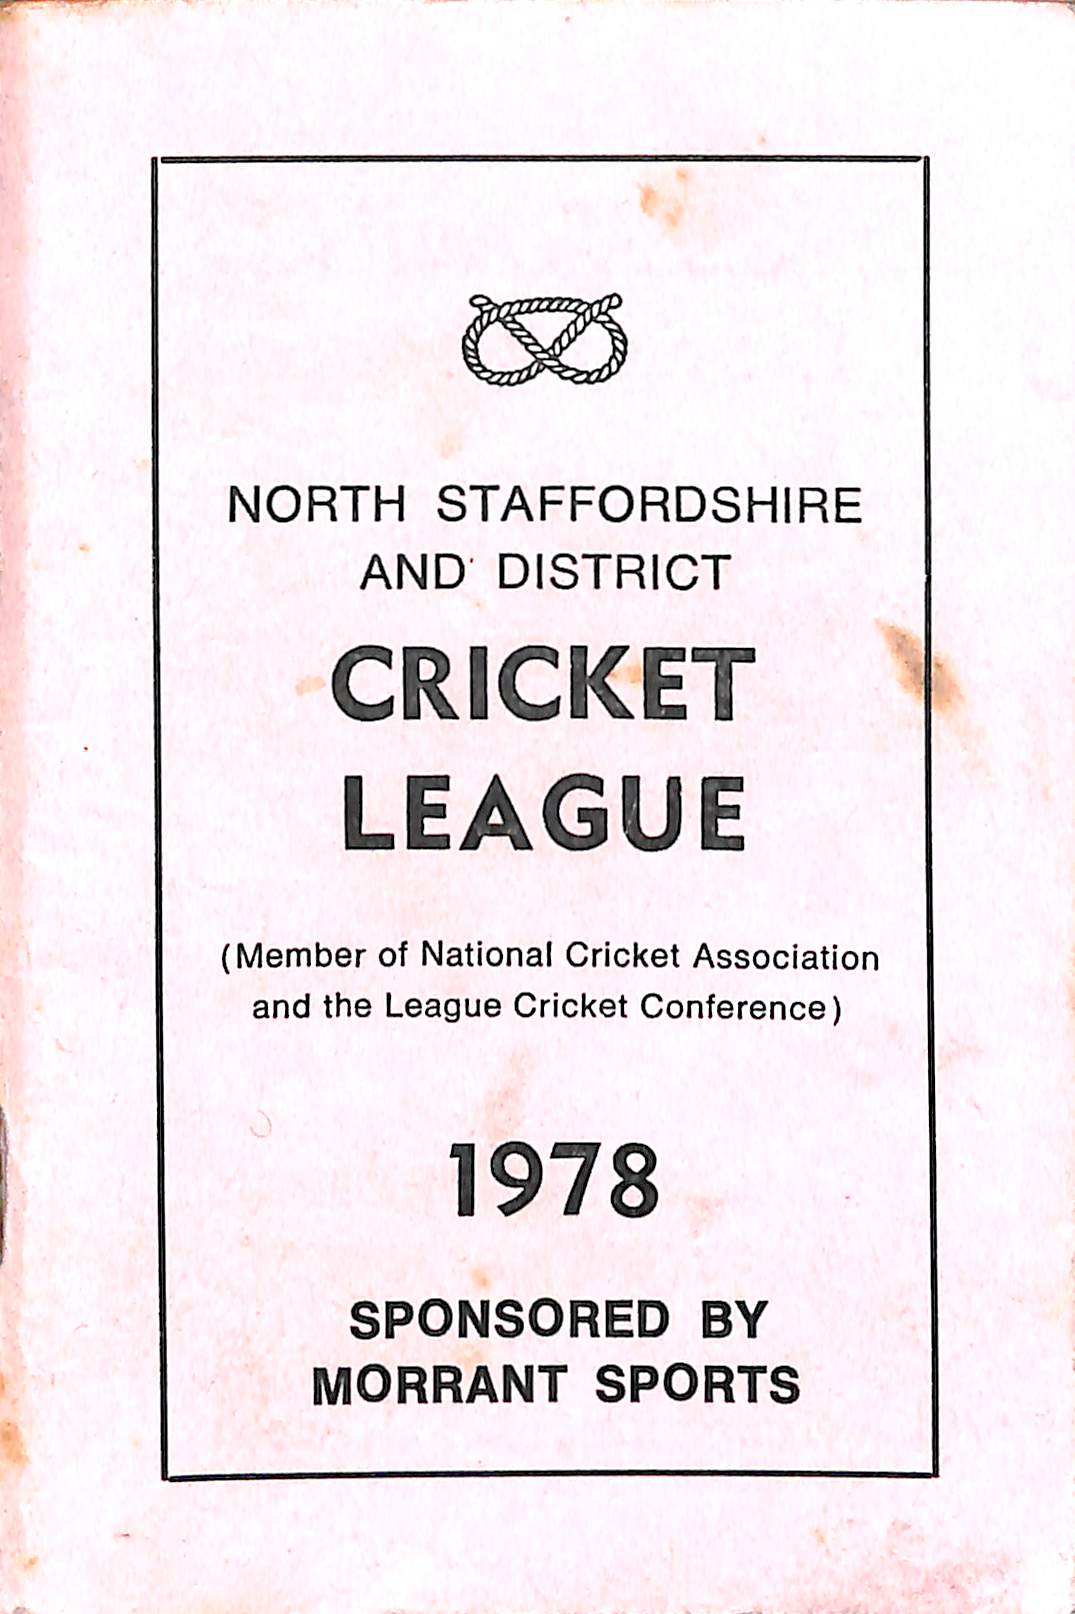 NORTH STAFFORDSHIRE
AND DISTRICT
CRICKET
LEAGUE
(Member of National Cricket Association
and the League Cricket Conference)
1978
SPONSORED BY
MORRANT SPORTS